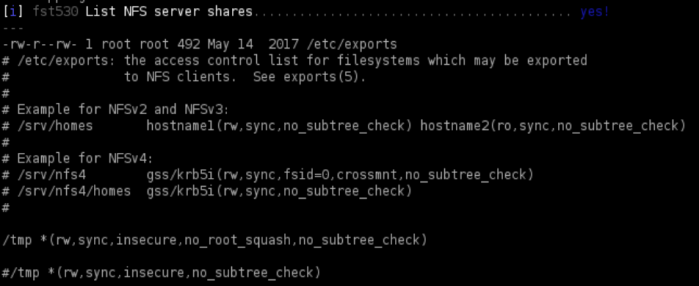 [i] fst530 List NFS server shares........................................ yes!
---
-rw-r--rw- 1 root root 492 May 14  2017 /etc/exports
# /etc/exports: the access control list for filesystems which may be exported
#               to NFS clients.  See exports(5).
#
# Example for NFSv2 and NFSv3:
# /srv/homes       hostname1(rw,sync,no_subtree_check) hostname2(ro,sync,no_subtree_check)
#
# Example for NFSv4:
# /srv/nfs4        gss/krb5i(rw,sync,fsid=0,crossmnt,no_subtree_check)
# /srv/nfs4/homes  gss/krb5i(rw,sync,no_subtree_check)
#
/tmp *(rw,sync,insecure,no_root_squash,no_subtree_check)
#/tmp *(rw,sync,insecure,no_subtree_check)